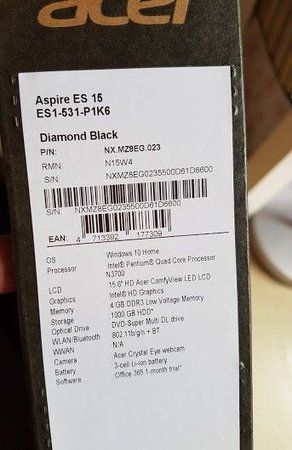 acer
Aspire ES 15
ES1-531-P1K6
Diamond Black
P/N: NX.MZ8EG.023
RMN: N15W4
S/N: NXMZ8EG0235500D61D6600
S/N: NXMZ8EG0235500D61D6600
EAN: 4 713392 177309
OS Windows 10 Home
Processor Intel® Pentium® Quad Core Processor
N3700
LCD 15.6" HD Acer ComfyView LED LCD
Graphics Intel® HD Graphics
Memory 4 GB DDR3 Low Voltage Memory
Storage 1000 GB HDD*
Optical Drive DVD-Super Multi DL drive
WLAN/Bluetooth 802.11b/g/n + BT
WWAN N/A
Camera Acer Crystal Eye webcam
Battery 3-cell Li-ion battery
Software Office 365 1-month trial*